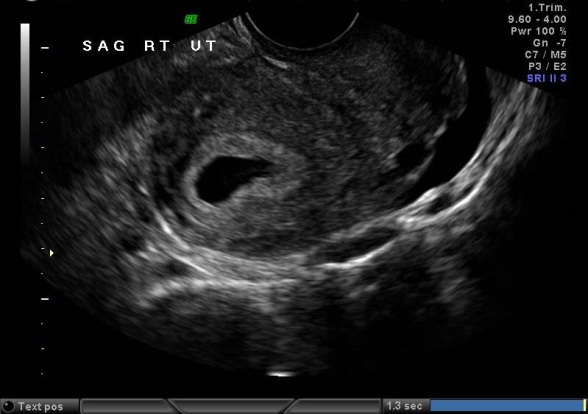 GE
SAG RT UT
1.Trim.
9.60 - 4.00
Pwr 100 %
Gn -7
C7 / M5
P3 / E2
SRI II 3
Text pos
1.3 sec